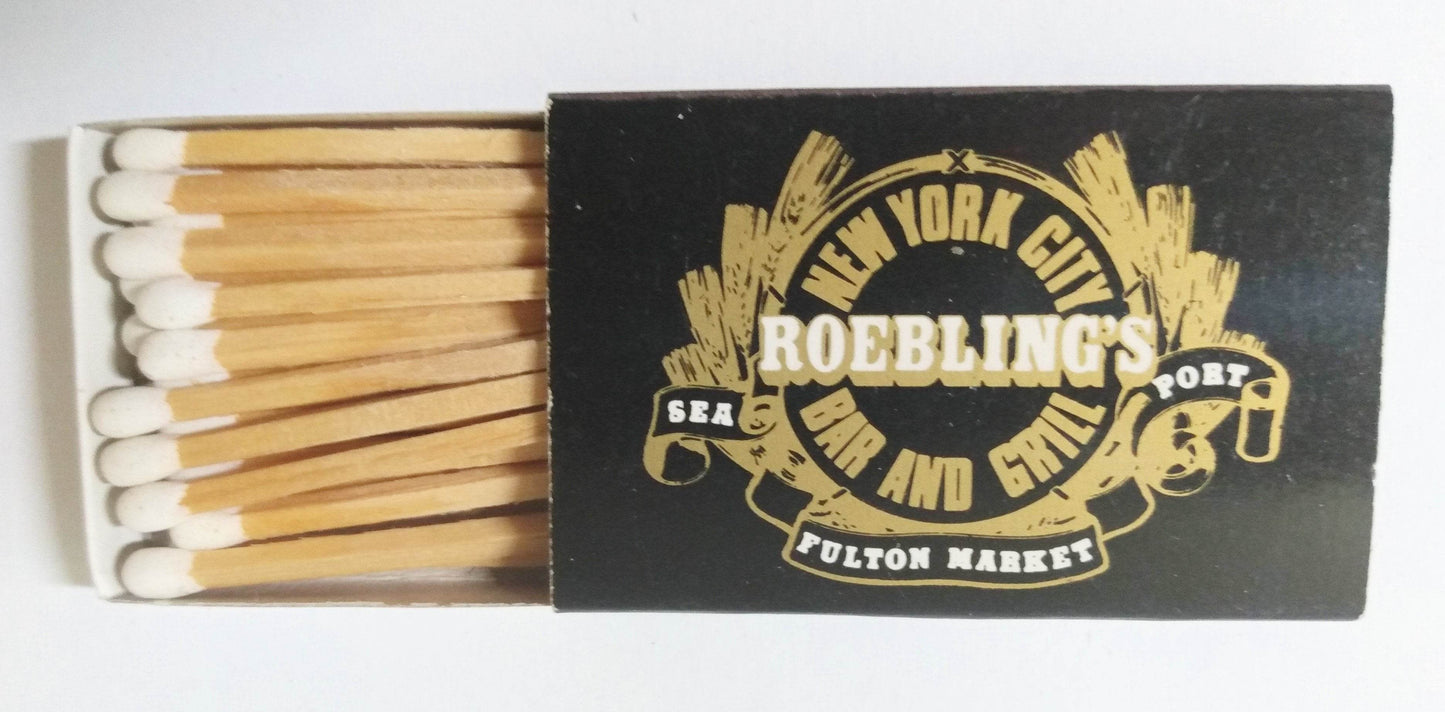 NEW YORK CITY
ROEBLING'S
SEA PORT
BAR AND GRILL
FULTON MARKET